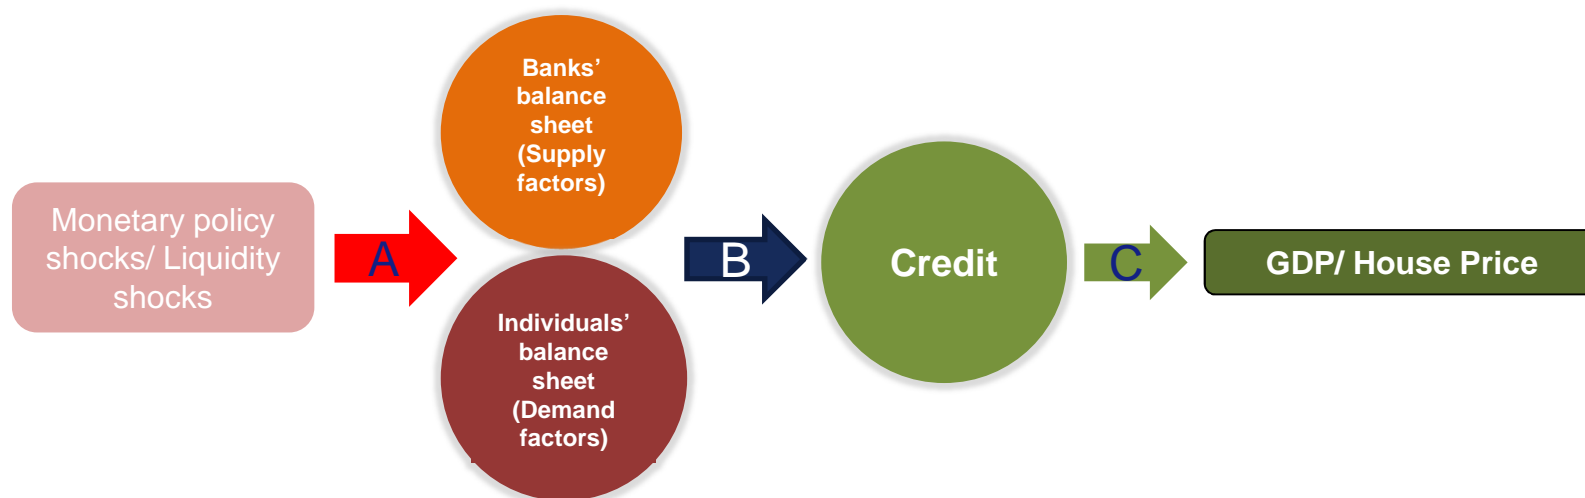 Monetary policy
shocks/ Liquidity
shocks
A
Banks’
balance
sheet
(Supply
factors)
Individuals’
balance
sheet
(Demand
factors)
B
Credit
C
GDP/ House Price